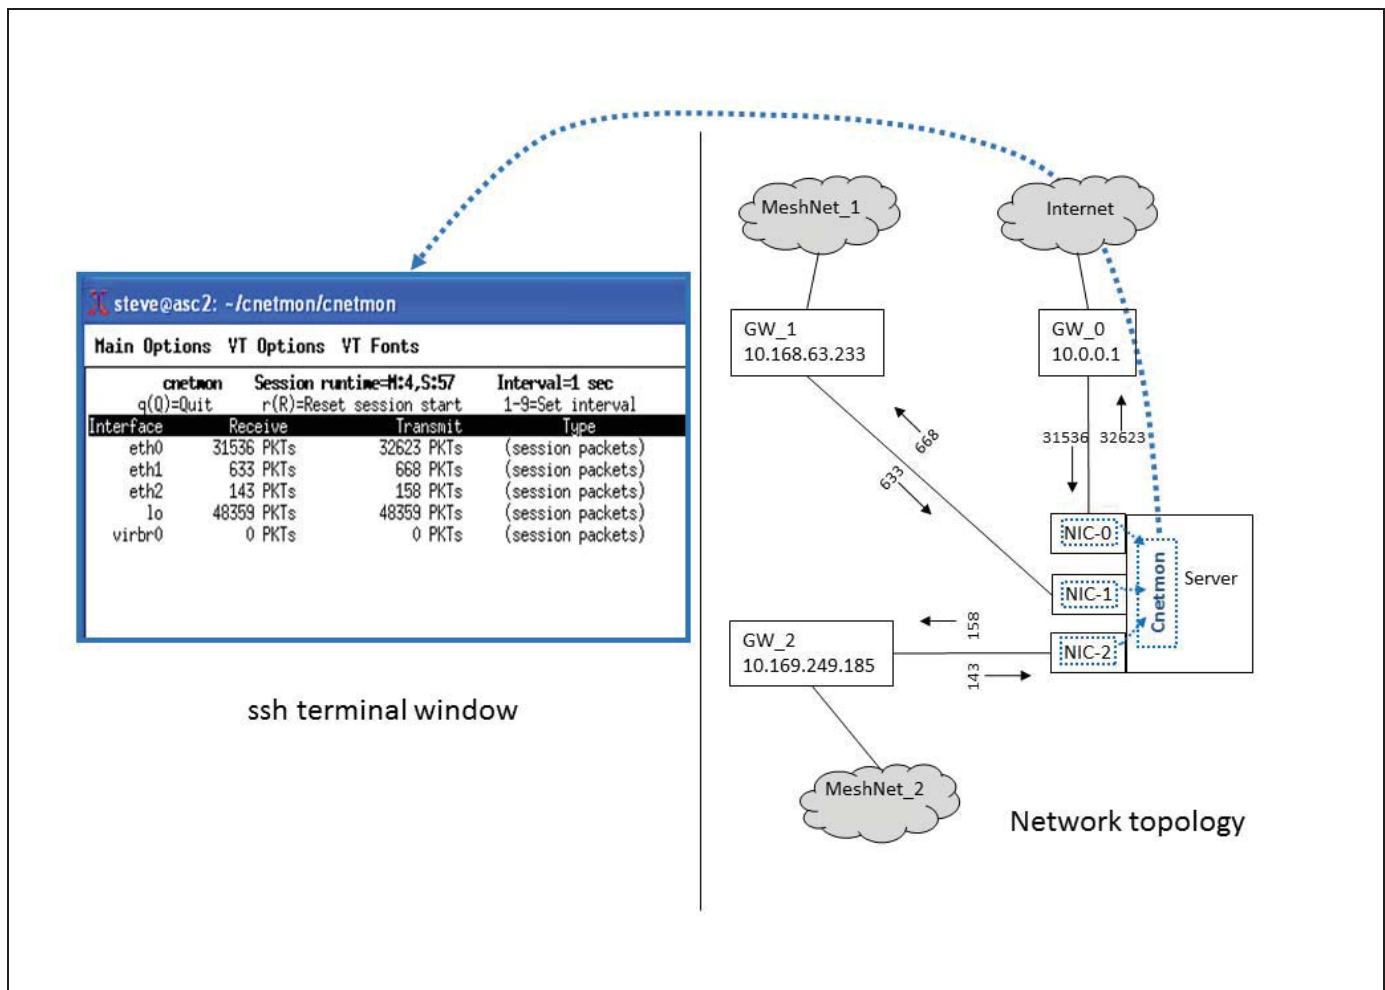 steve@asc2: ~/cnetmon/cnetmon
Main Options VT Options VT Fonts
cnetmon Session runtime=M:4,S:57 Interval=1 sec
q(Q)=Quit r(R)=Reset session start 1-9=Set interval
Interface Receive Transmit Type
eth0 31536 PKTs 32623 PKTs (session packets)
eth1 633 PKTs 668 PKTs (session packets)
eth2 143 PKTs 158 PKTs (session packets)
lo 48359 PKTs 48359 PKTs (session packets)
virbr0 0 PKTs 0 PKTs (session packets)
ssh terminal window
MeshNet_1
Internet
GW_1
10.168.63.233
GW_0
10.0.0.1
668
633
31536 32623
NIC-0
NIC-1
NIC-2
Cnetmon
Server
158
143
GW_2
10.169.249.185
MeshNet_2
Network topology